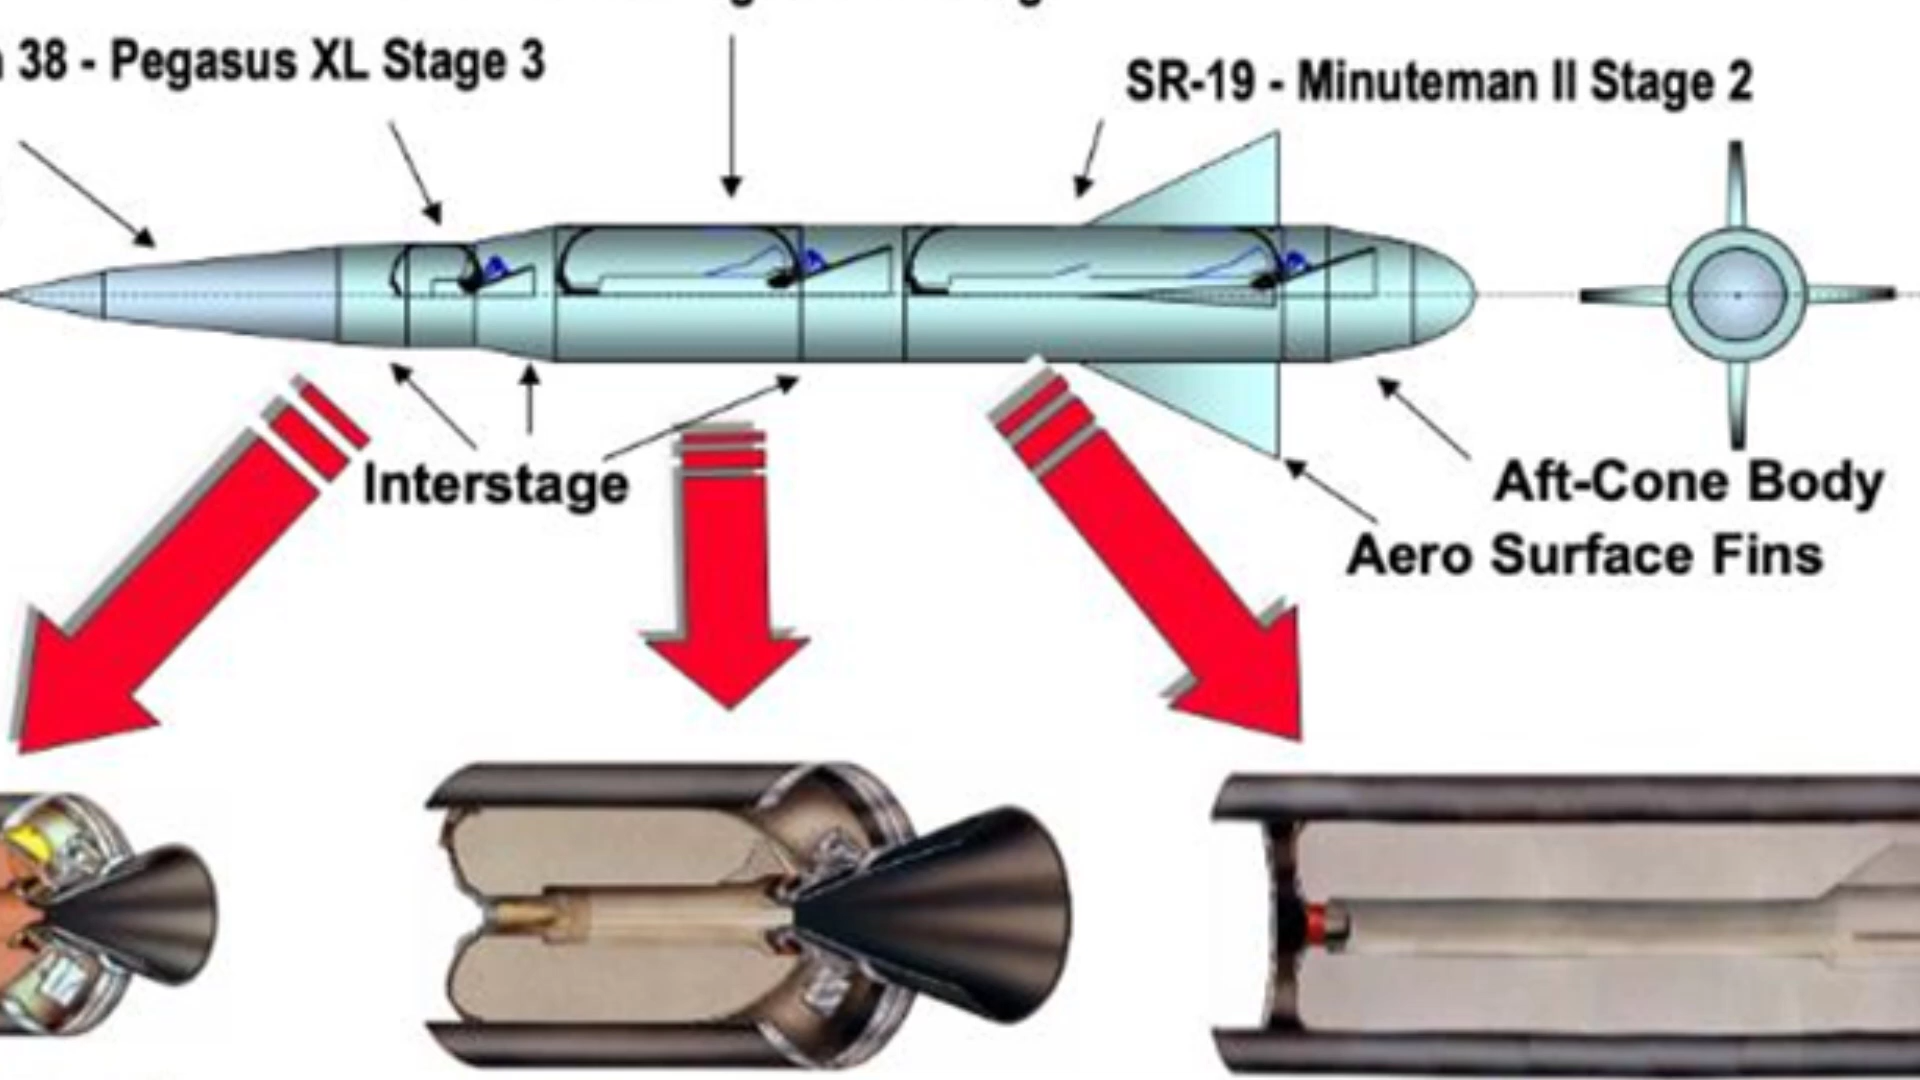 38 - Pegasus XL Stage 3
SR-19 - Minuteman II Stage 2
Interstage
Aft-Cone Body
Aero Surface Fins